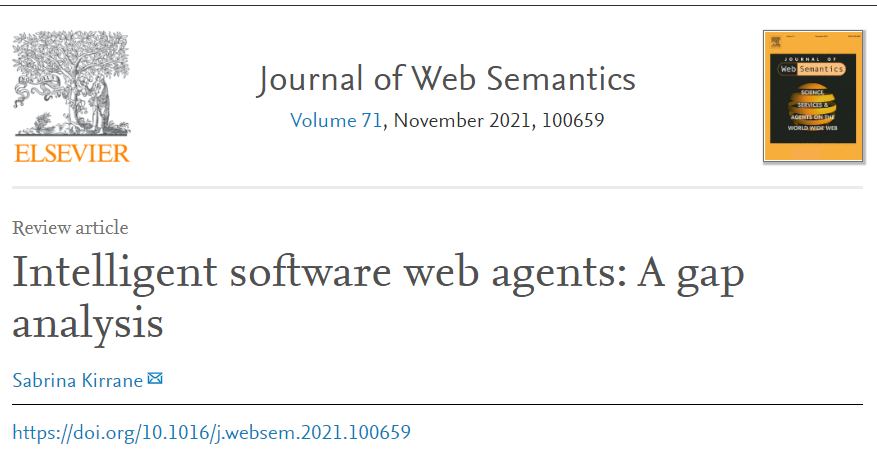 ELSEVIER
Journal of Web Semantics
Volume 71, November 2021, 100659
JOURNAL OF
Web Semantics
SCIENCE,
SERVICES &
AGENTS ON THE
WORLD WIDE WEB
Review article
Intelligent software web agents: A gap
analysis
Sabrina Kirrane
https://doi.org/10.1016/j.websem.2021.100659